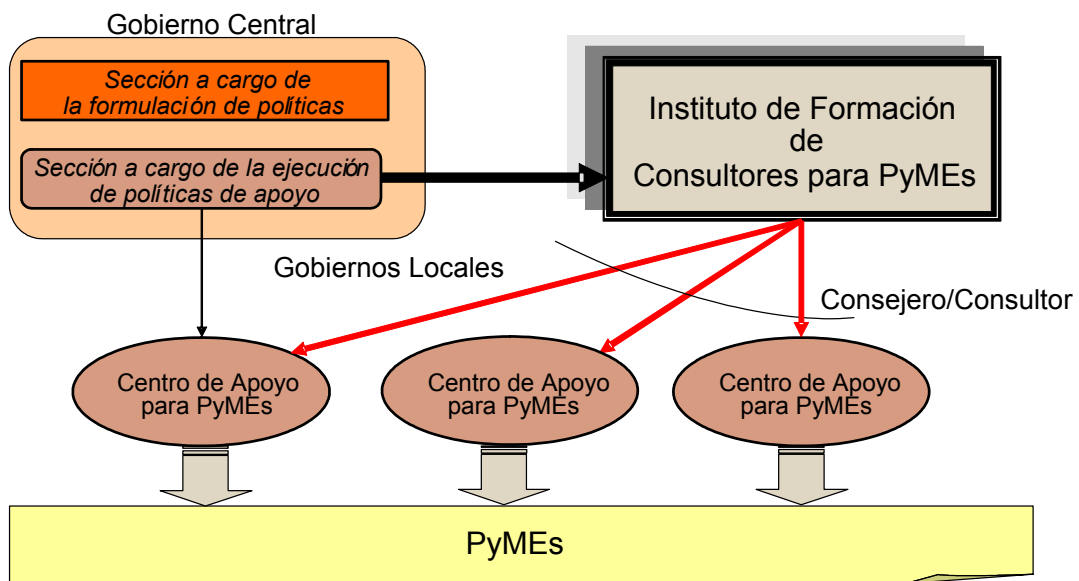 Gobierno Central
Sección a cargo de
la formulación de políticas
Sección a cargo de la ejecución
de políticas de apoyo
Instituto de Formación
de
Consultores para PyMEs
Gobiernos Locales
Consejero/Consultor
Centro de Apoyo
para PyMEs
Centro de Apoyo
para PyMEs
Centro de Apoyo
para PyMEs
PyMEs